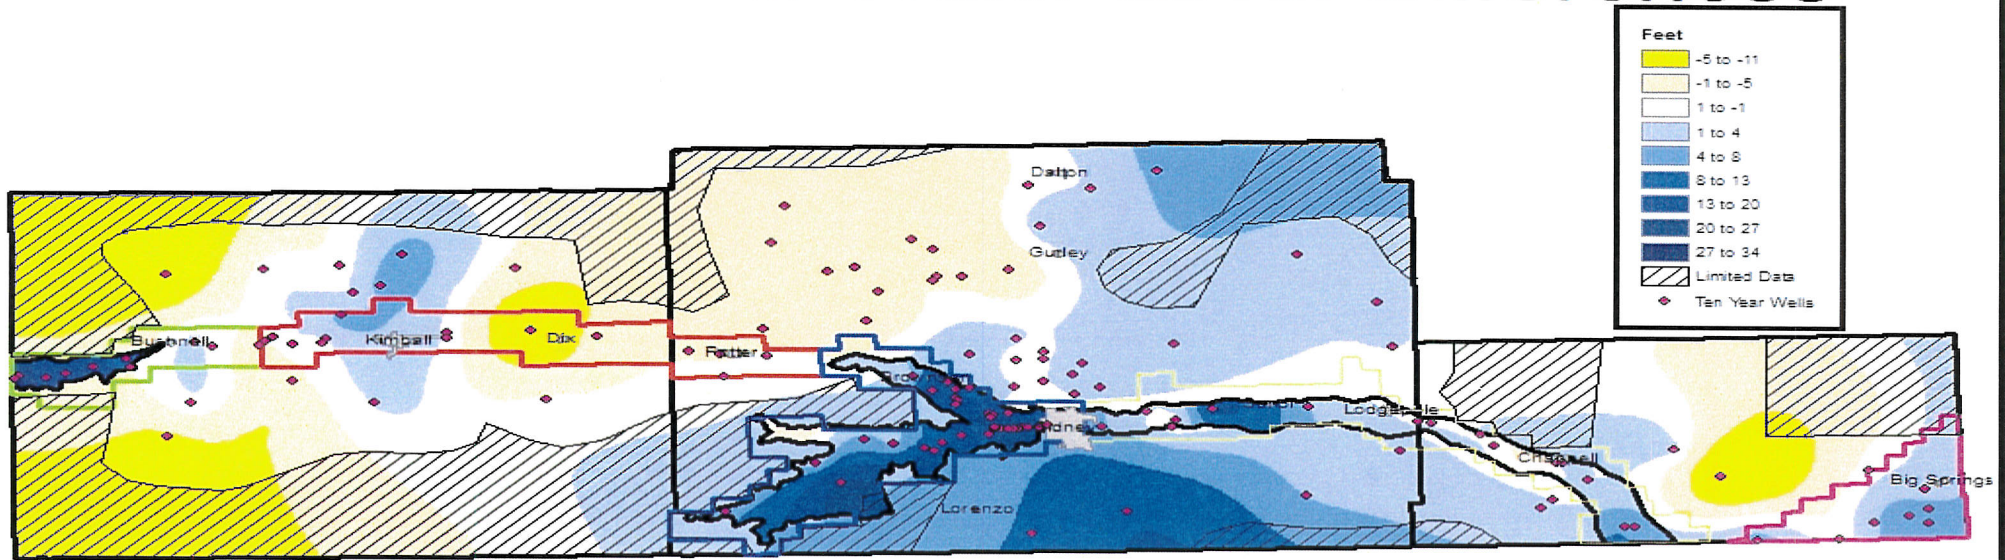 Feet
-5 to -11
-1 to -5
1 to -1
1 to 4
4 to 8
8 to 13
13 to 20
20 to 27
27 to 34
Limited Data
Ten Year Wells
Dalton
Gurley
Bushnell
Kimball
Dix
Potter
Lodgepole
Chappell
Big Springs
Lorenzo